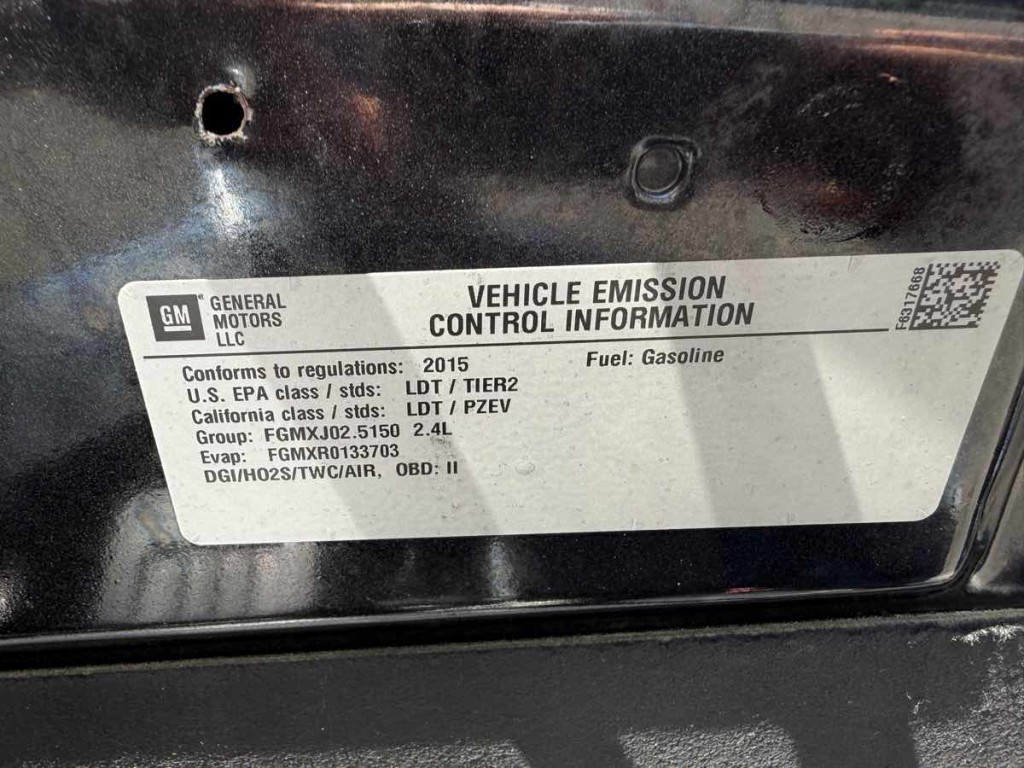 GM
GENERAL
MOTORS
LLC
VEHICLE EMISSION
CONTROL INFORMATION
F6317668
Conforms to regulations: 2015
Fuel: Gasoline
U.S. EPA class / stds: LDT / TIER2
California class / stds: LDT / PZEV
Group: FGMXJ02.5150 2.4L
Evap: FGMXR0133703
DGI/HO2S/TWC/AIR, OBD: II